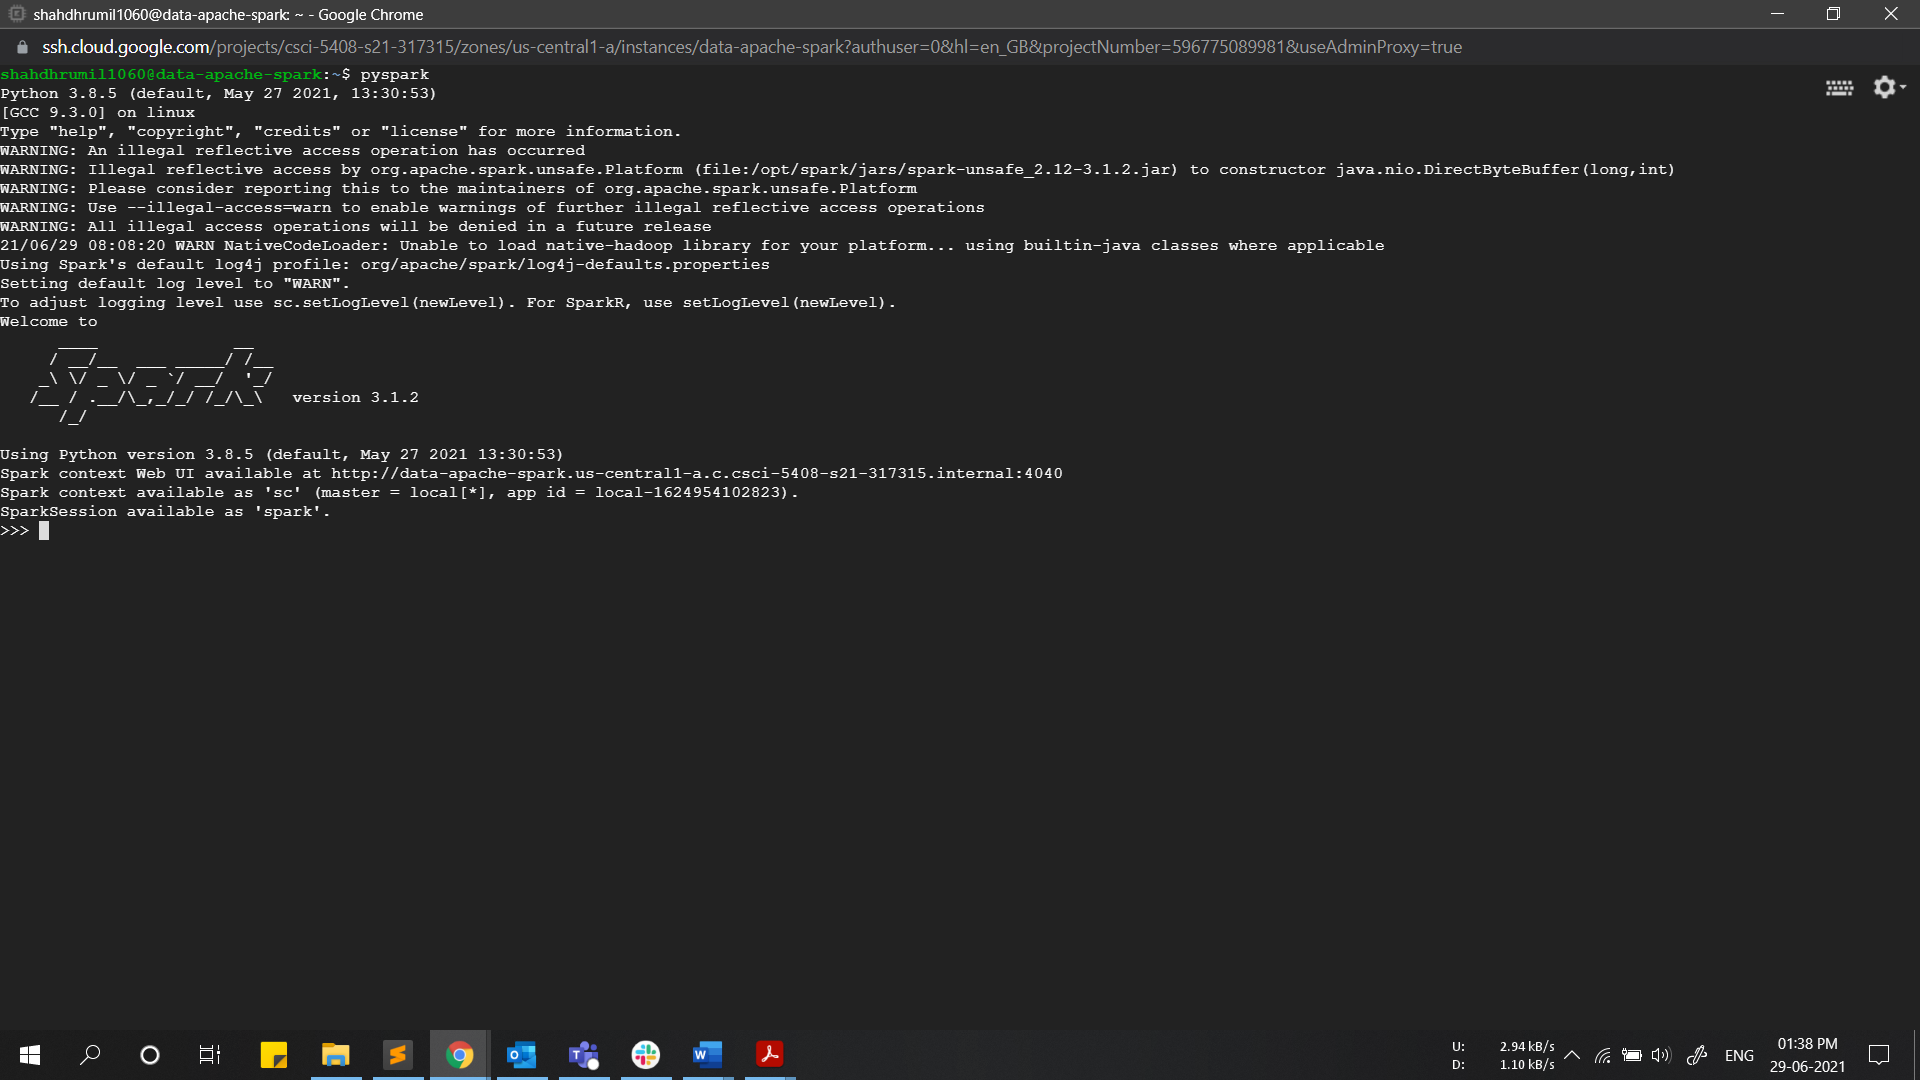 shahdhrumil1060@data-apache-spark: ~ - Google Chrome
ssh.cloud.google.com/projects/csci-5408-s21-317315/zones/us-central1-a/instances/data-apache-spark?authuser=0&hl=en_GB&projectNumber=596775089981&useAdminProxy=true
shahdhrumil1060@data-apache-spark:~$ pyspark
Python 3.8.5 (default, May 27 2021, 13:30:53)
[GCC 9.3.0] on linux
Type "help", "copyright", "credits" or "license" for more information.
WARNING: An illegal reflective access operation has occurred
WARNING: Illegal reflective access by org.apache.spark.unsafe.Platform (file:/opt/spark/jars/spark-unsafe_2.12-3.1.2.jar) to constructor java.nio.DirectByteBuffer(long,int)
WARNING: Please consider reporting this to the maintainers of org.apache.spark.unsafe.Platform
WARNING: Use --illegal-access=warn to enable warnings of further illegal reflective access operations
WARNING: All illegal access operations will be denied in a future release
21/06/29 08:08:20 WARN NativeCodeLoader: Unable to load native-hadoop library for your platform... using builtin-java classes where applicable
Using Spark's default log4j profile: org/apache/spark/log4j-defaults.properties
Setting default log level to "WARN".
To adjust logging level use sc.setLogLevel(newLevel). For SparkR, use setLogLevel(newLevel).
Welcome to
      ____              __
     / __/__  ___ _____/ /__
    _\ \/ _ \/ _ `/ __/  '_/
   /__ / .__/\_,_/_/ /_/\_\   version 3.1.2
      /_/
Using Python version 3.8.5 (default, May 27 2021 13:30:53)
Spark context Web UI available at http://data-apache-spark.us-central1-a.c.csci-5408-s21-317315.internal:4040
Spark context available as 'sc' (master = local[*], app id = local-1624954102823).
SparkSession available as 'spark'.
>>>
U: 2.94 kB/s
D: 1.10 kB/s
ENG
01:38 PM
29-06-2021